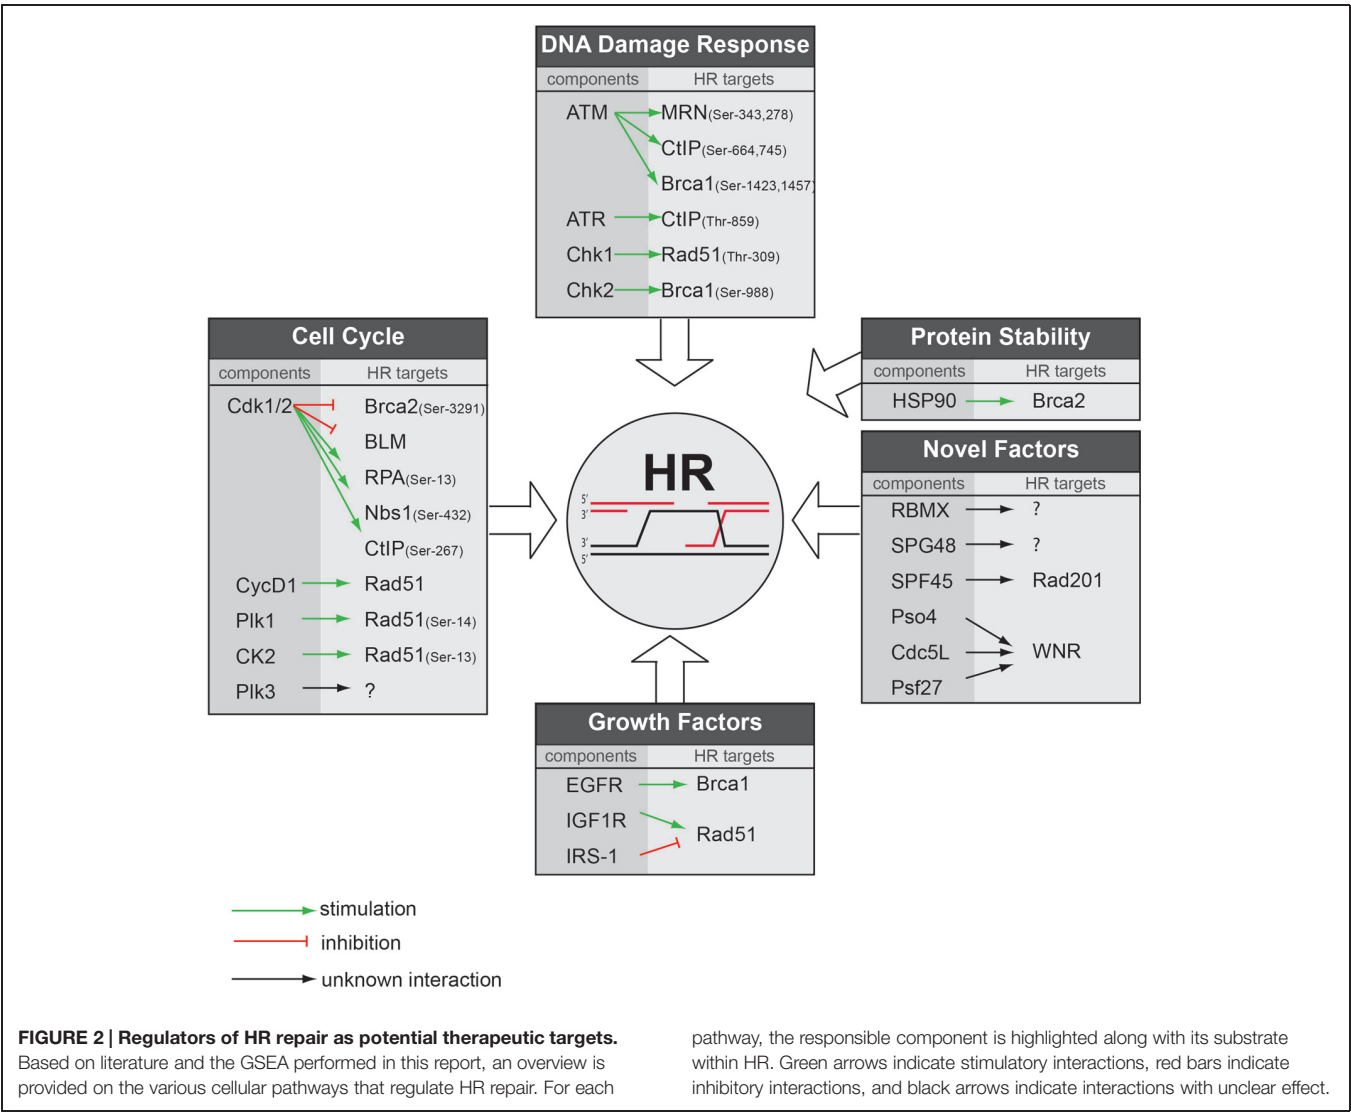 DNA Damage Response
components HR targets
ATM MRN(Ser-343,278)
CtIP(Ser-664,745)
Brca1(Ser-1423,1457)
ATR CtIP(Thr-859)
Chk1 Rad51(Thr-309)
Chk2 Brca1(Ser-988)
Cell Cycle
components HR targets
Cdk1/2 Brca2(Ser-3291)
BLM
RPA(Ser-13)
Nbs1(Ser-432)
CtIP(Ser-267)
CycD1 Rad51
Plk1 Rad51(Ser-14)
CK2 Rad51(Ser-13)
Plk3 ?
HR
5′
3′
3′
5′
Protein Stability
components HR targets
HSP90 Brca2
Novel Factors
components HR targets
RBMX ?
SPG48 ?
SPF45 Rad201
Pso4
Cdc5L WNR
Psf27
Growth Factors
components HR targets
EGFR Brca1
IGF1R
Rad51
IRS-1
stimulation
inhibition
unknown interaction
FIGURE 2 | Regulators of HR repair as potential therapeutic targets.
Based on literature and the GSEA performed in this report, an overview is
provided on the various cellular pathways that regulate HR repair. For each
pathway, the responsible component is highlighted along with its substrate
within HR. Green arrows indicate stimulatory interactions, red bars indicate
inhibitory interactions, and black arrows indicate interactions with unclear effect.